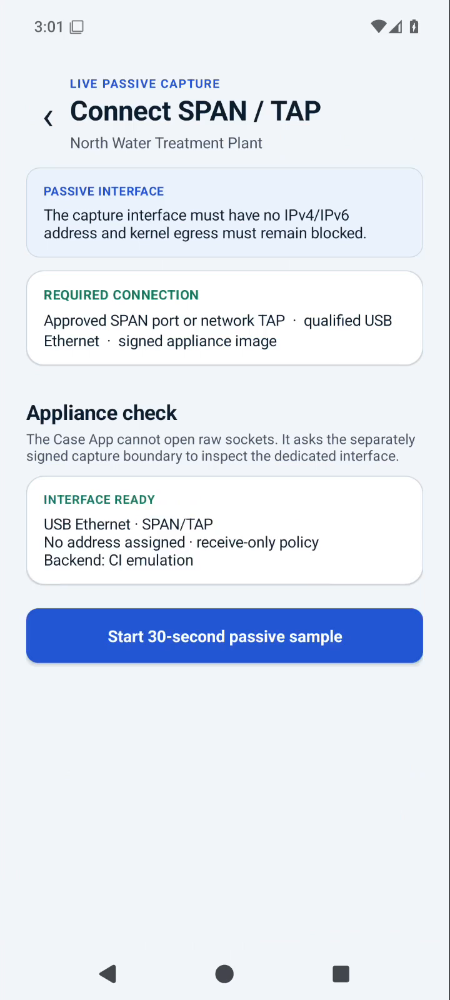 3:01
LIVE PASSIVE CAPTURE
Connect SPAN / TAP
North Water Treatment Plant
PASSIVE INTERFACE
The capture interface must have no IPv4/IPv6
address and kernel egress must remain blocked.
REQUIRED CONNECTION
Approved SPAN port or network TAP · qualified USB
Ethernet · signed appliance image
Appliance check
The Case App cannot open raw sockets. It asks the separately
signed capture boundary to inspect the dedicated interface.
INTERFACE READY
USB Ethernet · SPAN/TAP
No address assigned · receive-only policy
Backend: CI emulation
Start 30-second passive sample